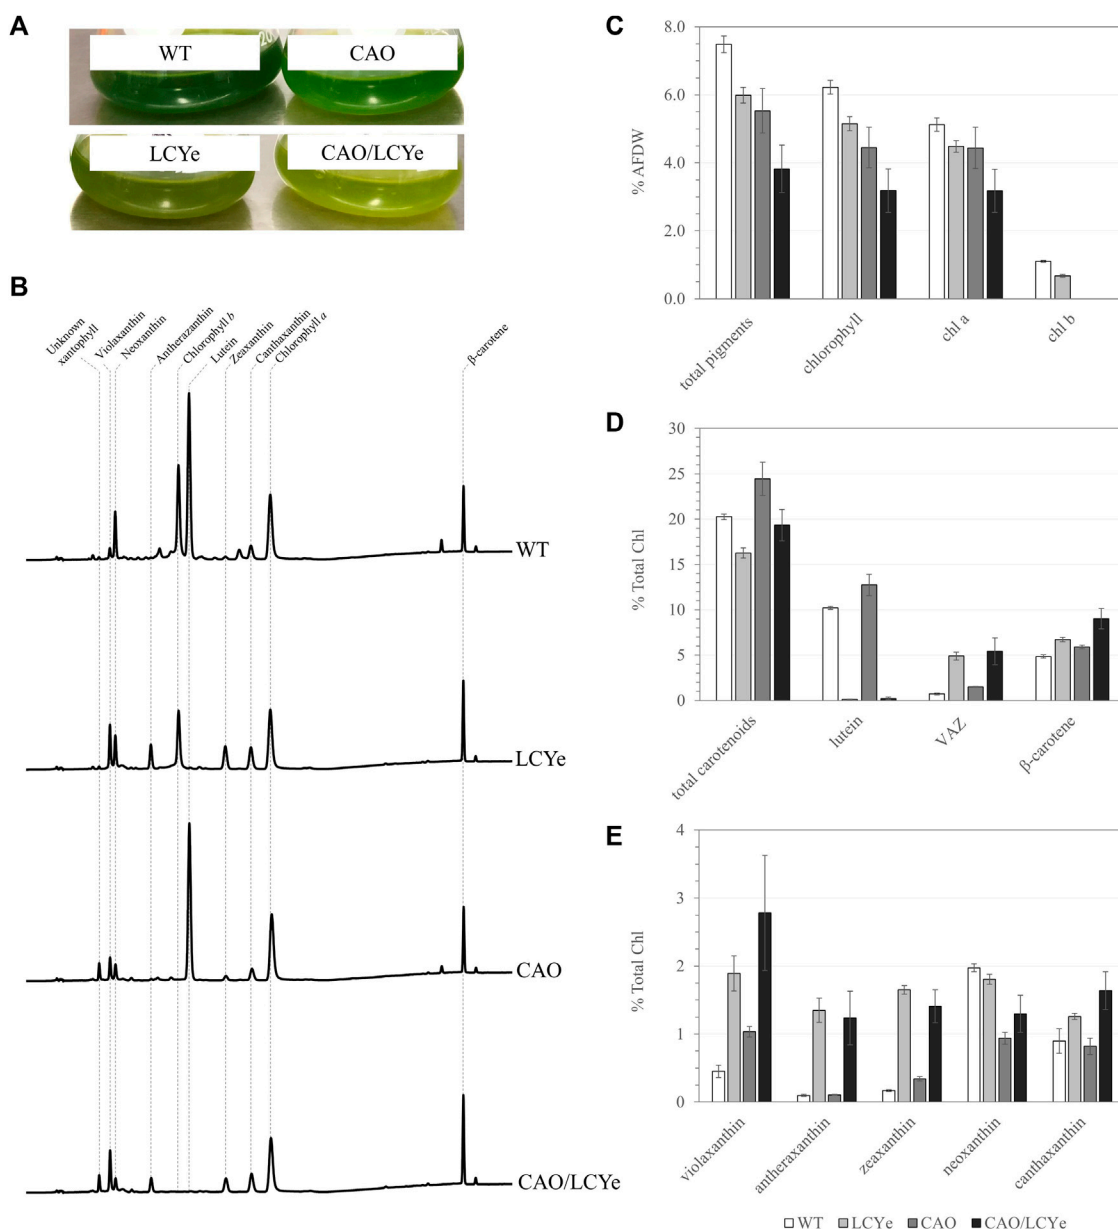 A
WT
CAO
LCYe
CAO/LCYe
B
Unknown
xantophyll
Violaxanthin
Neoxanthin
Antherazanthin
Chlorophyll b
Lutein
Zeaxanthin
Canthaxanthin
Chlorophyll a
β-carotene
WT
LCYe
CAO
CAO/LCYe
C
% AFDW
8.0
6.0
4.0
2.0
0.0
total pigments
chlorophyll
chl a
chl b
D
% Total Chl
30
25
20
15
10
5
0
total carotenoids
lutein
VAZ
β-carotene
E
% Total Chl
4
3
2
1
0
violaxanthin
antheraxanthin
zeaxanthin
neoxanthin
canthaxanthin
WT LCYe CAO CAO/LCYe